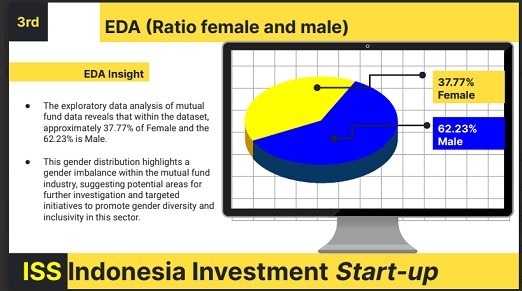 3rd
EDA (Ratio female and male)
EDA Insight
● The exploratory data analysis of mutual
fund data reveals that within the dataset,
approximately 37.77% of Female and the
62.23% is Male.
● This gender distribution highlights a
gender imbalance within the mutual fund
industry, suggesting potential areas for
further investigation and targeted
initiatives to promote gender diversity and
inclusivity in this sector.
37.77%
Female
62.23%
Male
ISS Indonesia Investment Start-up